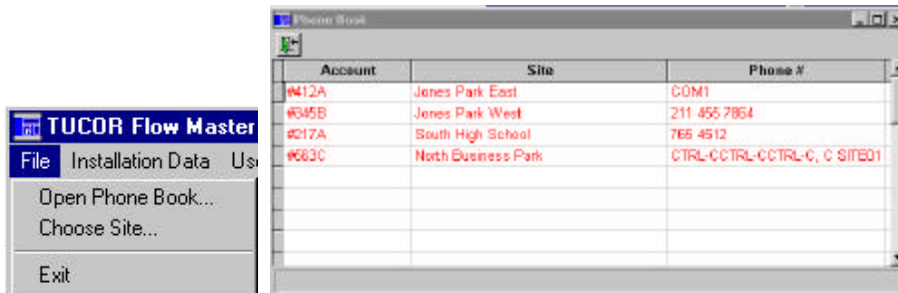 TUCOR Flow Master
File Installation Data Us
Open Phone Book...
Choose Site...
Exit
Phone Book
Account Site Phone #
#412A Jones Park East COM1
#345B Jones Park West 211 455 7864
#217A South High School 765 4512
#583C North Business Park CTRL-CCTRL-CCTRL-C, C SITE01